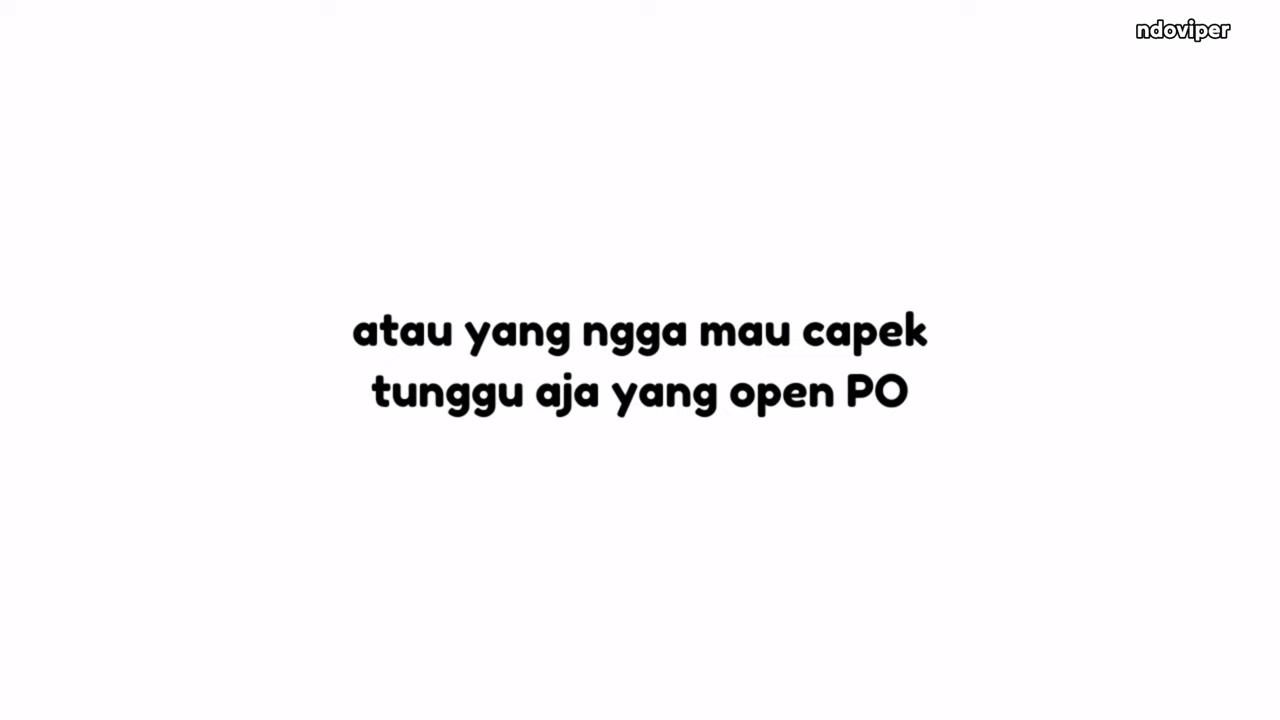 ndoviper
atau yang ngga mau capek
tunggu aja yang open PO